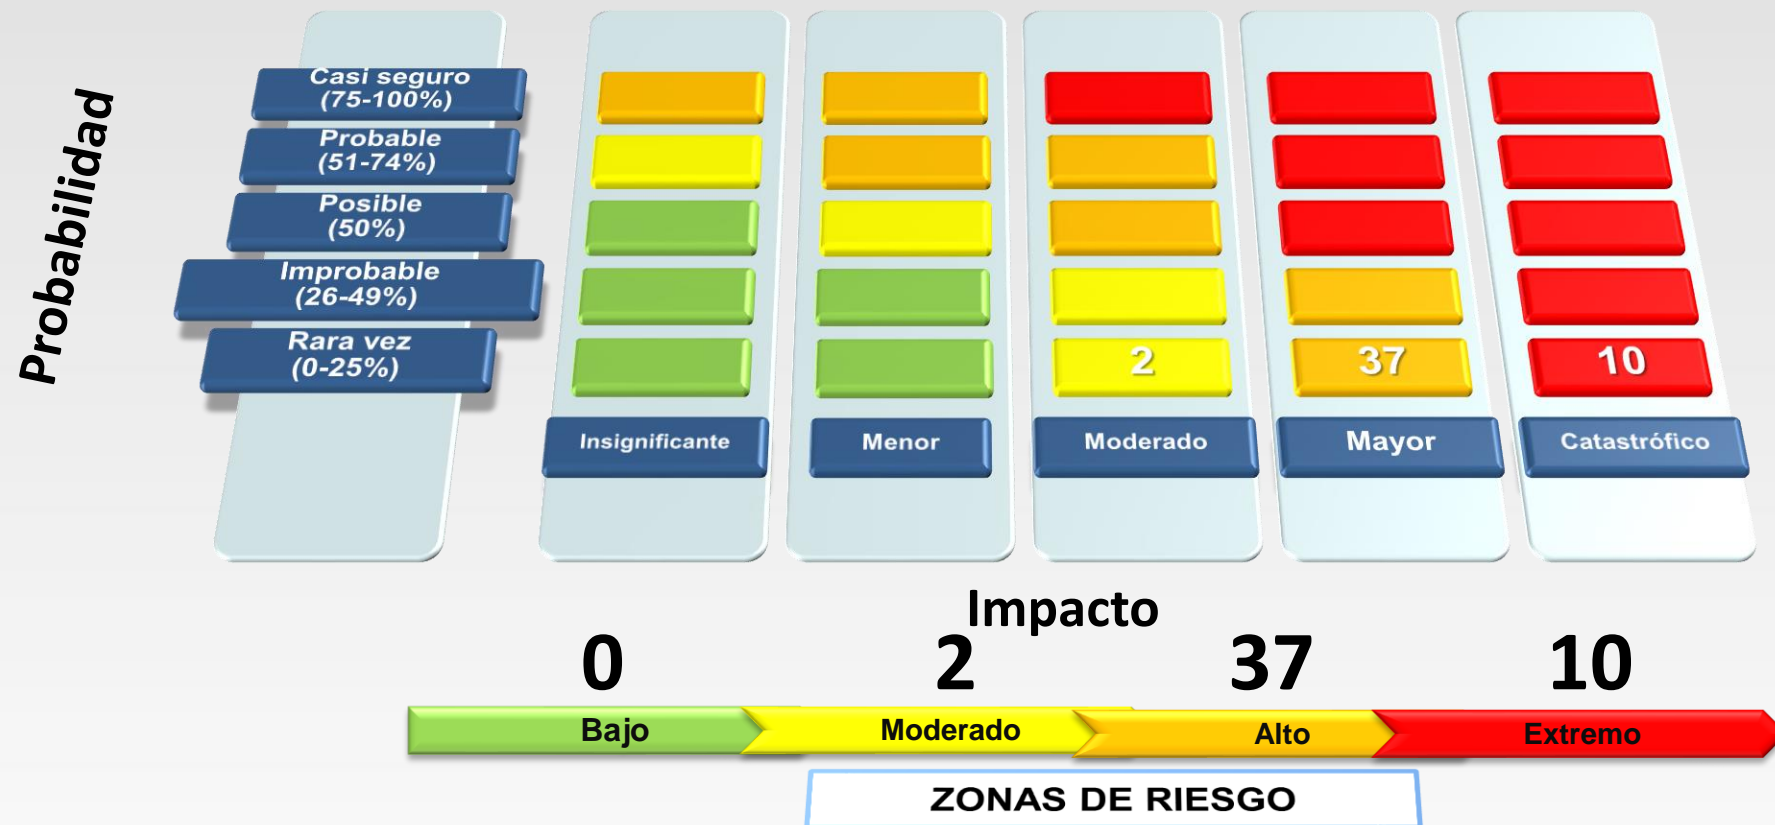 Probabilidad
Casi seguro
(75-100%)
Probable
(51-74%)
Posible
(50%)
Improbable
(26-49%)
Rara vez
(0-25%)
2
37
10
Insignificante
Menor
Moderado
Mayor
Catastrófico
Impacto
0
2
37
10
Bajo
Moderado
Alto
Extremo
ZONAS DE RIESGO